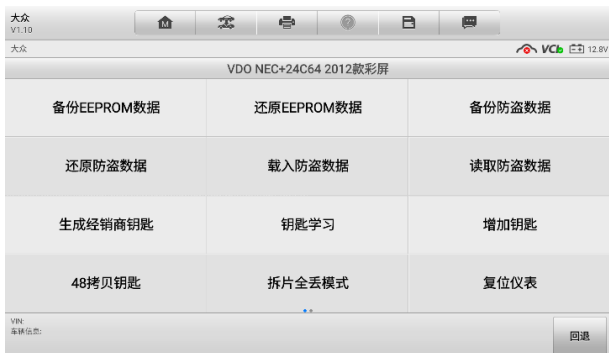 大众
V1.10
大众
VCI 12.8V
VDO NEC+24C64 2012款彩屏
备份EEPROM数据 还原EEPROM数据 备份防盗数据
还原防盗数据 载入防盗数据 读取防盗数据
生成经销商钥匙 钥匙学习 增加钥匙
48拷贝钥匙 拆片全丢模式 复位仪表
VIN:
车辆信息:
回退